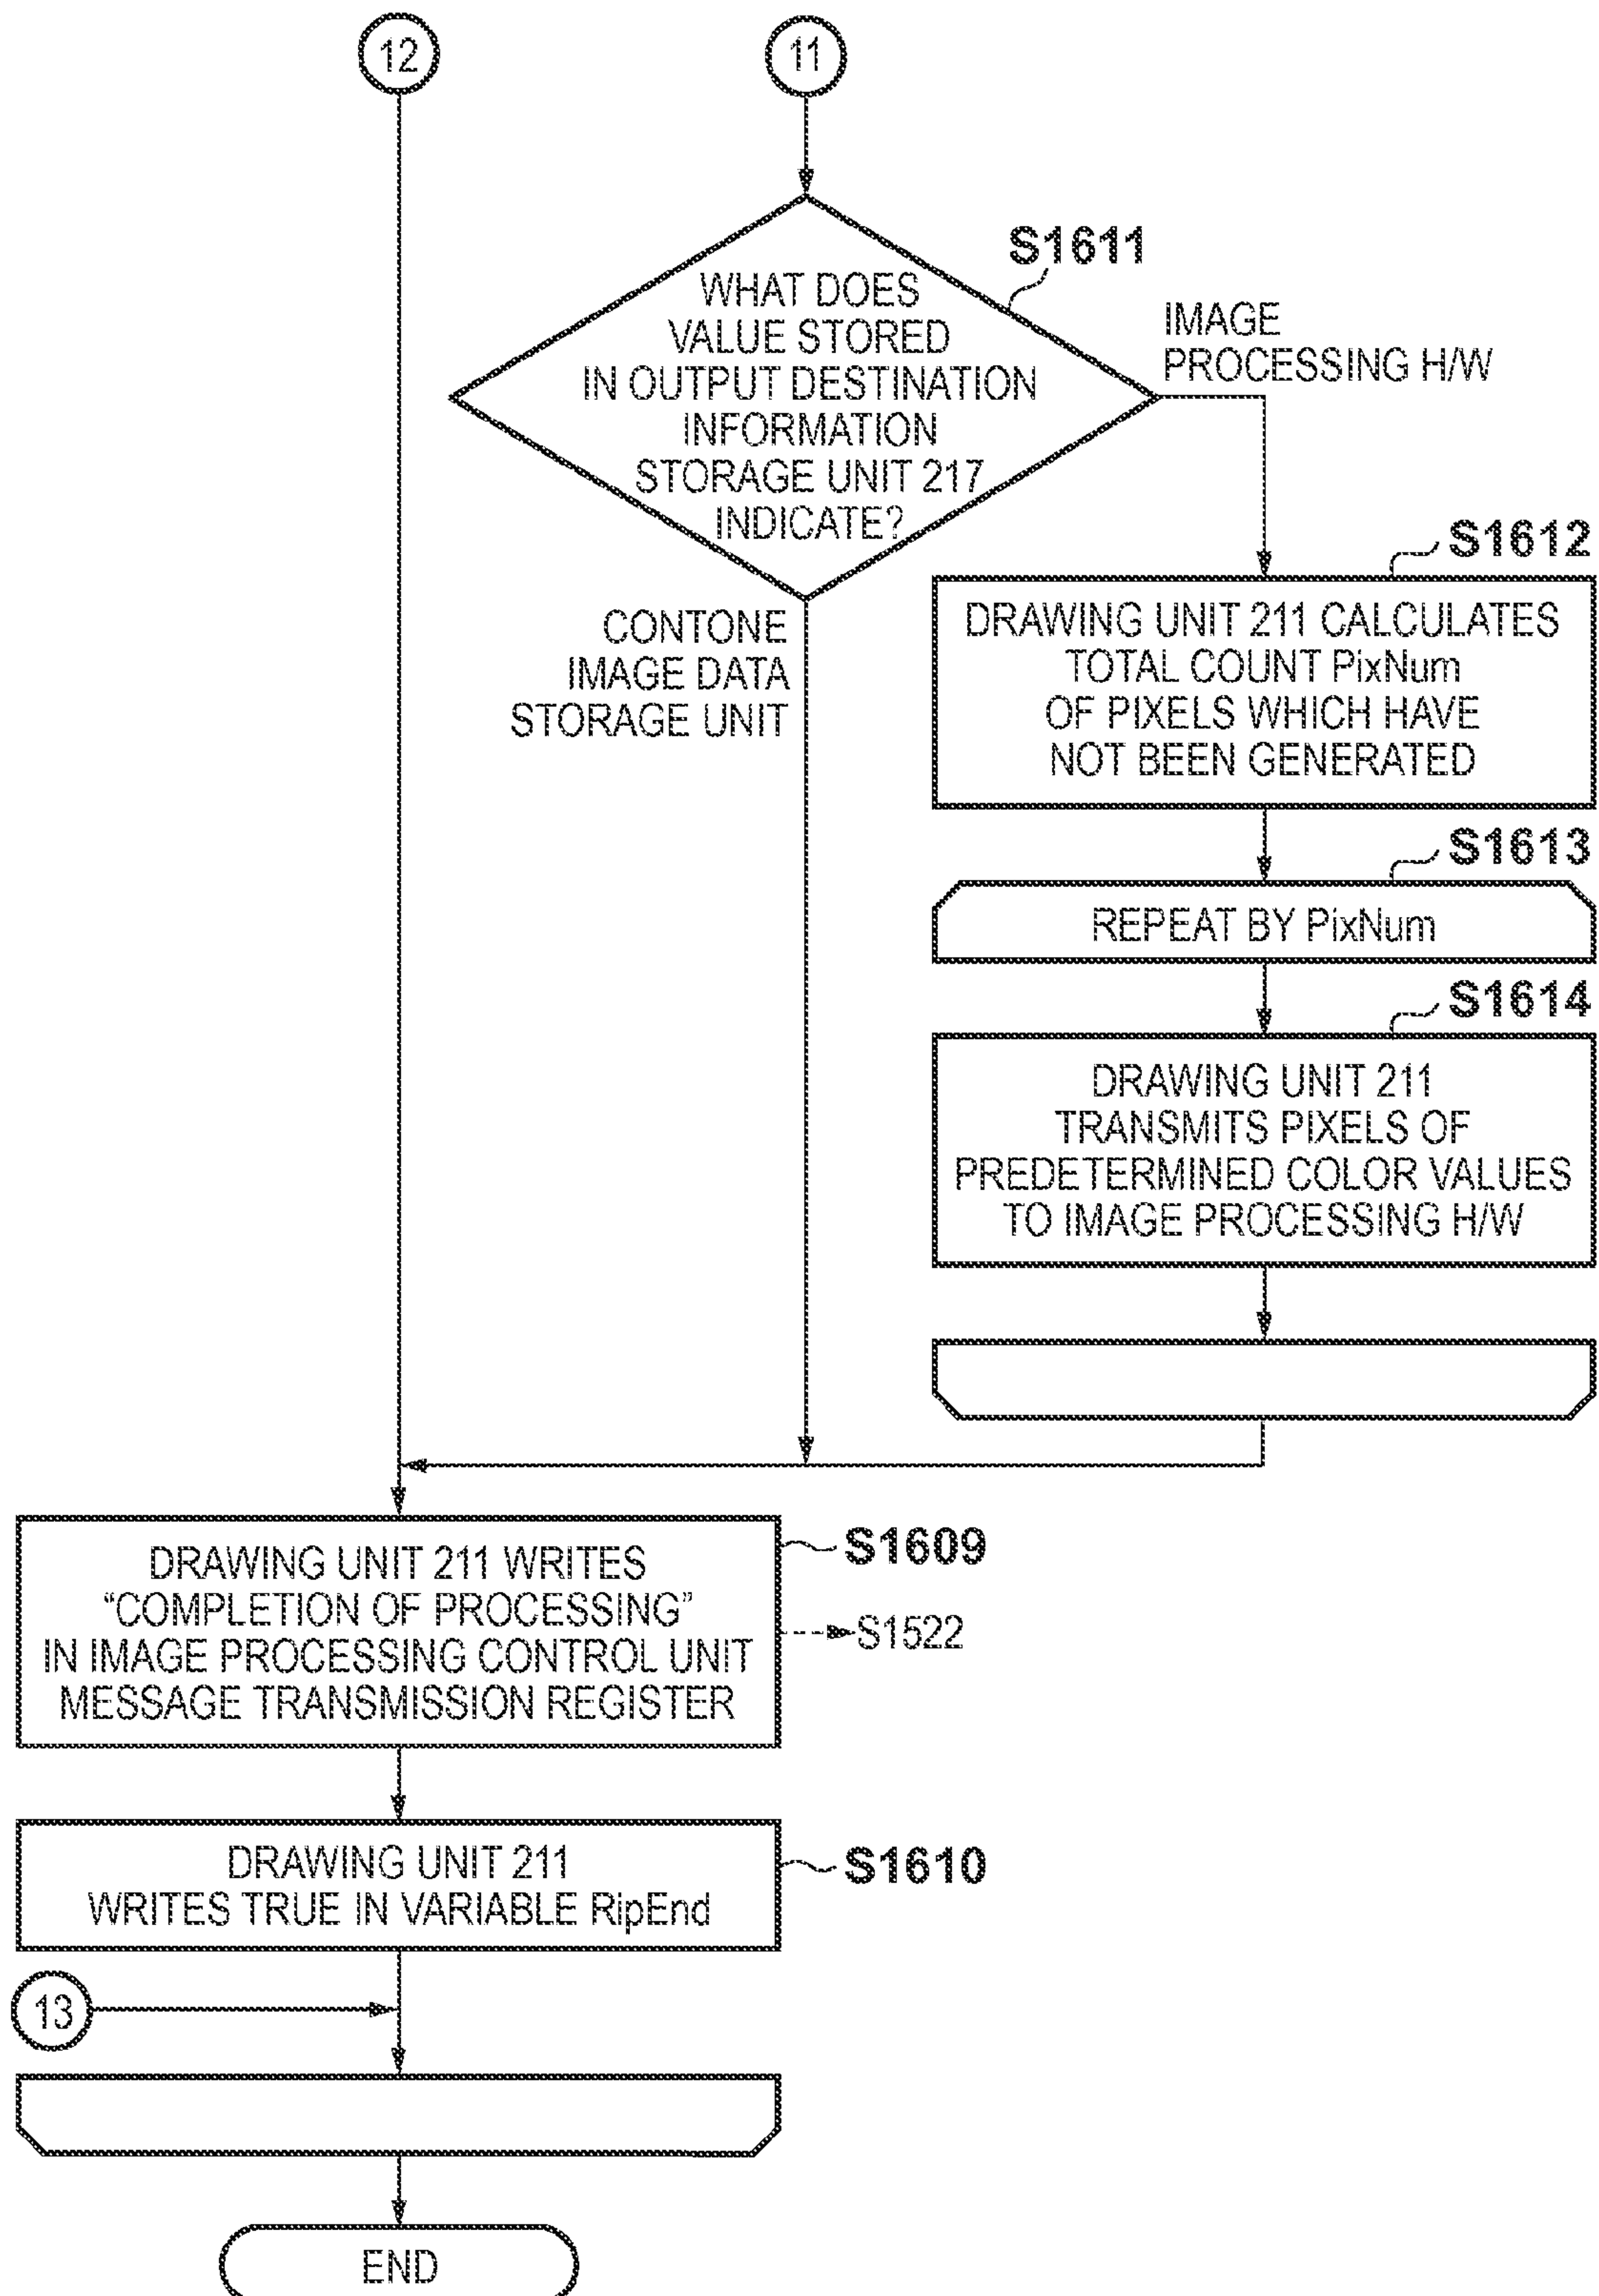 12
11
S1611
WHAT DOES
VALUE STORED
IN OUTPUT DESTINATION
INFORMATION
STORAGE UNIT 217
INDICATE?
IMAGE
PROCESSING H/W
CONTONE
IMAGE DATA
STORAGE UNIT
S1612
DRAWING UNIT 211 CALCULATES
TOTAL COUNT PixNum
OF PIXELS WHICH HAVE
NOT BEEN GENERATED
S1613
REPEAT BY PixNum
S1614
DRAWING UNIT 211
TRANSMITS PIXELS OF
PREDETERMINED COLOR VALUES
TO IMAGE PROCESSING H/W
S1609
DRAWING UNIT 211 WRITES
“COMPLETION OF PROCESSING”
IN IMAGE PROCESSING CONTROL UNIT
MESSAGE TRANSMISSION REGISTER
S1522
DRAWING UNIT 211
WRITES TRUE IN VARIABLE RipEnd
S1610
13
END